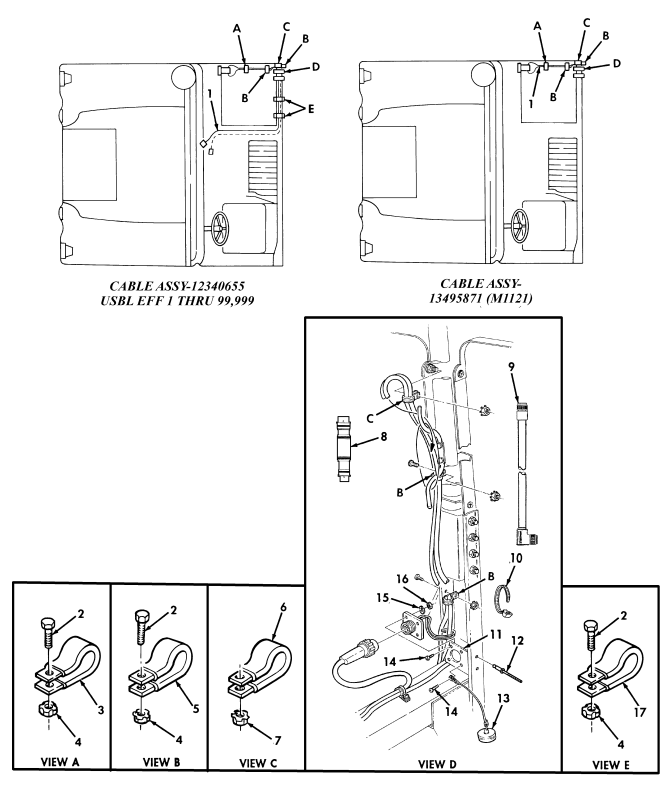 A
C
B
D
B
E
1
A
C
B
D
B
1
CABLE ASSY-12340655
USBL EFF 1 THRU 99,999
CABLE ASSY-
13495871 (M1121)
9
C
8
B
10
16
B
15
11
12
14
14
13
2
3
4
2
5
4
6
7
2
17
4
VIEW A
VIEW B
VIEW C
VIEW D
VIEW E